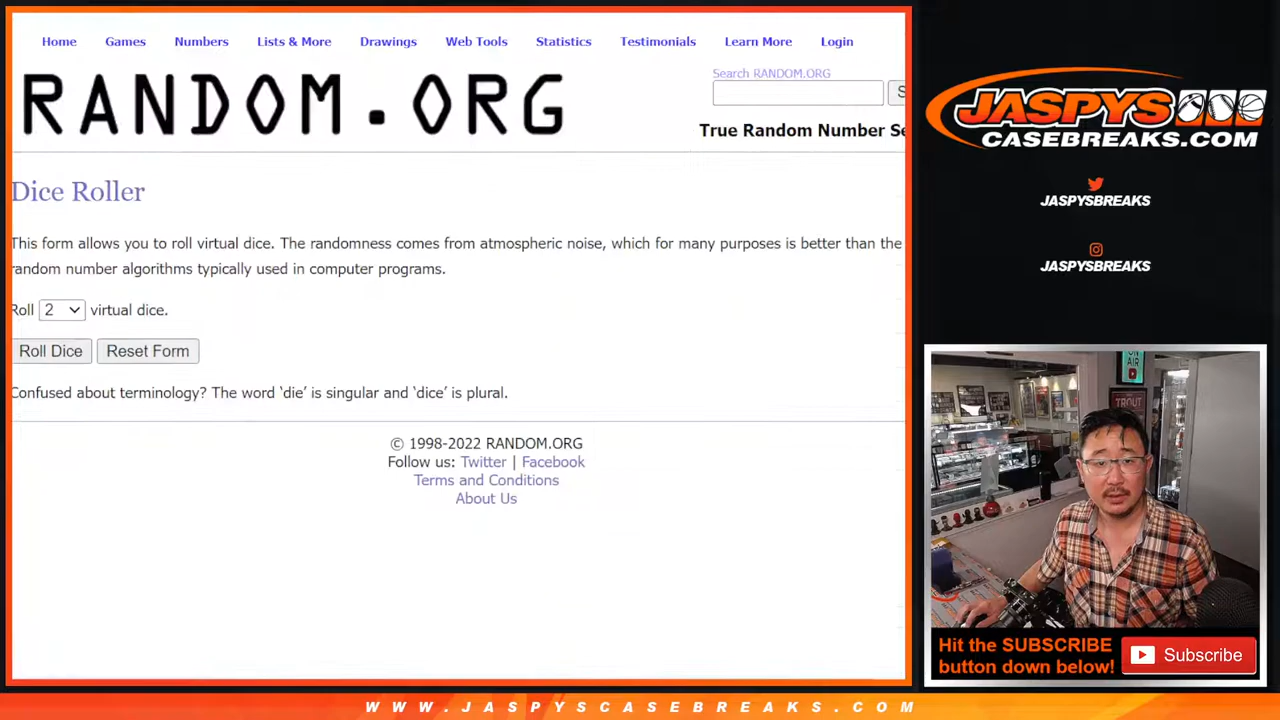 Home Games Numbers Lists & More Drawings Web Tools Statistics Testimonials Learn More Login
RANDOM.ORG
Search RANDOM.ORG
S
True Random Number Se
Dice Roller
This form allows you to roll virtual dice. The randomness comes from atmospheric noise, which for many purposes is better than the
random number algorithms typically used in computer programs.
Roll 2 virtual dice.
Roll Dice Reset Form
Confused about terminology? The word ‘die’ is singular and ‘dice’ is plural.
© 1998-2022 RANDOM.ORG
Follow us: Twitter | Facebook
Terms and Conditions
About Us
JASPYS
CASEBREAKS.COM
JASPYSBREAKS
JASPYSBREAKS
ON
AIR
TROUT
Hit the SUBSCRIBE
button down below!
Subscribe
WWW.JASPYSCASEBREAKS.COM